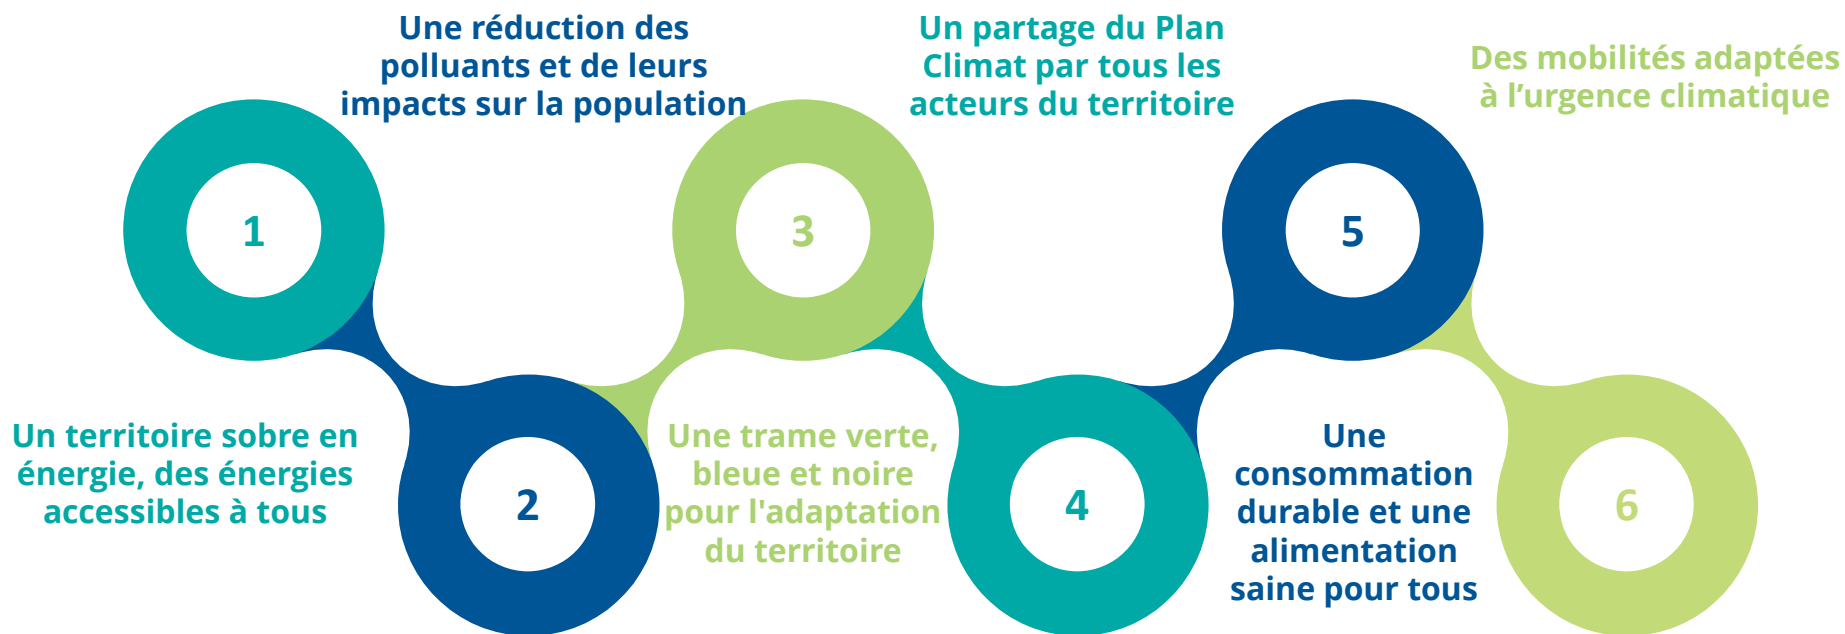 1
Un territoire sobre en
énergie, des énergies
accessibles à tous
Une réduction des
polluants et de leurs
impacts sur la population
2
3
Une trame verte,
bleue et noire
pour l'adaptation
du territoire
Un partage du Plan
Climat par tous les
acteurs du territoire
4
5
Une
consommation
durable et une
alimentation
saine pour tous
Des mobilités adaptées
à l’urgence climatique
6